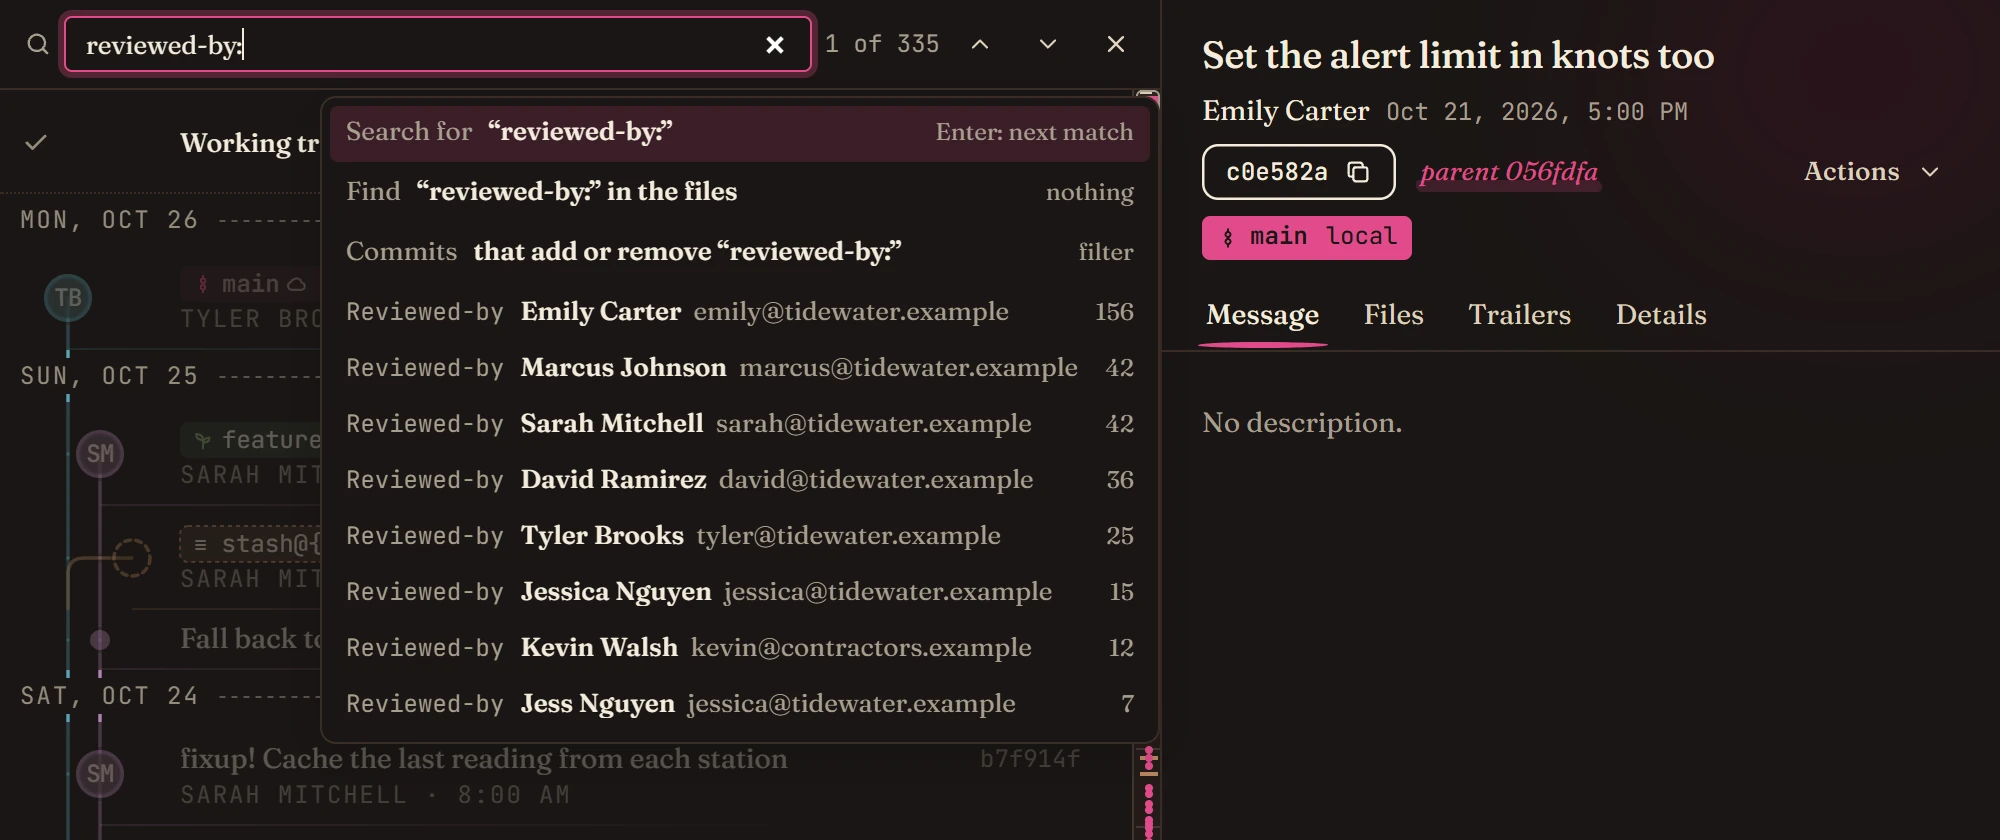 reviewed-by:
1 of 335
Search for “reviewed-by:” Enter: next match
Find “reviewed-by:” in the files nothing
Commits that add or remove “reviewed-by:” filter
Reviewed-by Emily Carter emily@tidewater.example 156
Reviewed-by Marcus Johnson marcus@tidewater.example 42
Reviewed-by Sarah Mitchell sarah@tidewater.example 42
Reviewed-by David Ramirez david@tidewater.example 36
Reviewed-by Tyler Brooks tyler@tidewater.example 25
Reviewed-by Jessica Nguyen jessica@tidewater.example 15
Reviewed-by Kevin Walsh kevin@contractors.example 12
Reviewed-by Jess Nguyen jessica@tidewater.example 7
Working tr
MON, OCT 26
TB
main
TYLER BRO
SUN, OCT 25
SM
feature
SARAH MIT
stash@{
SARAH MIT
Fall back to
SAT, OCT 24
SM
fixup! Cache the last reading from each station b7f914f
SARAH MITCHELL · 8:00 AM
Set the alert limit in knots too
Emily Carter Oct 21, 2026, 5:00 PM
c0e582a parent 056fdfa Actions
main local
Message Files Trailers Details
No description.